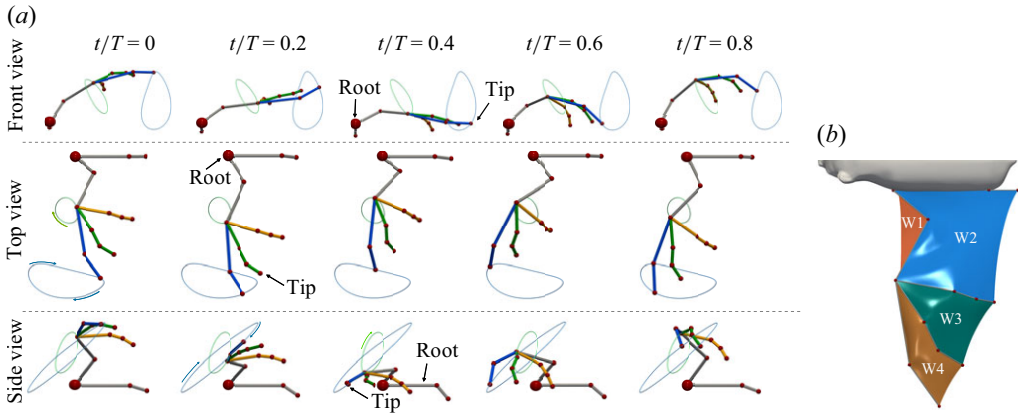 (a)
t/T = 0
t/T = 0.2
t/T = 0.4
t/T = 0.6
t/T = 0.8
Front view
Root
Tip
Top view
Root
Tip
Side view
Root
Tip
(b)
W1
W2
W3
W4